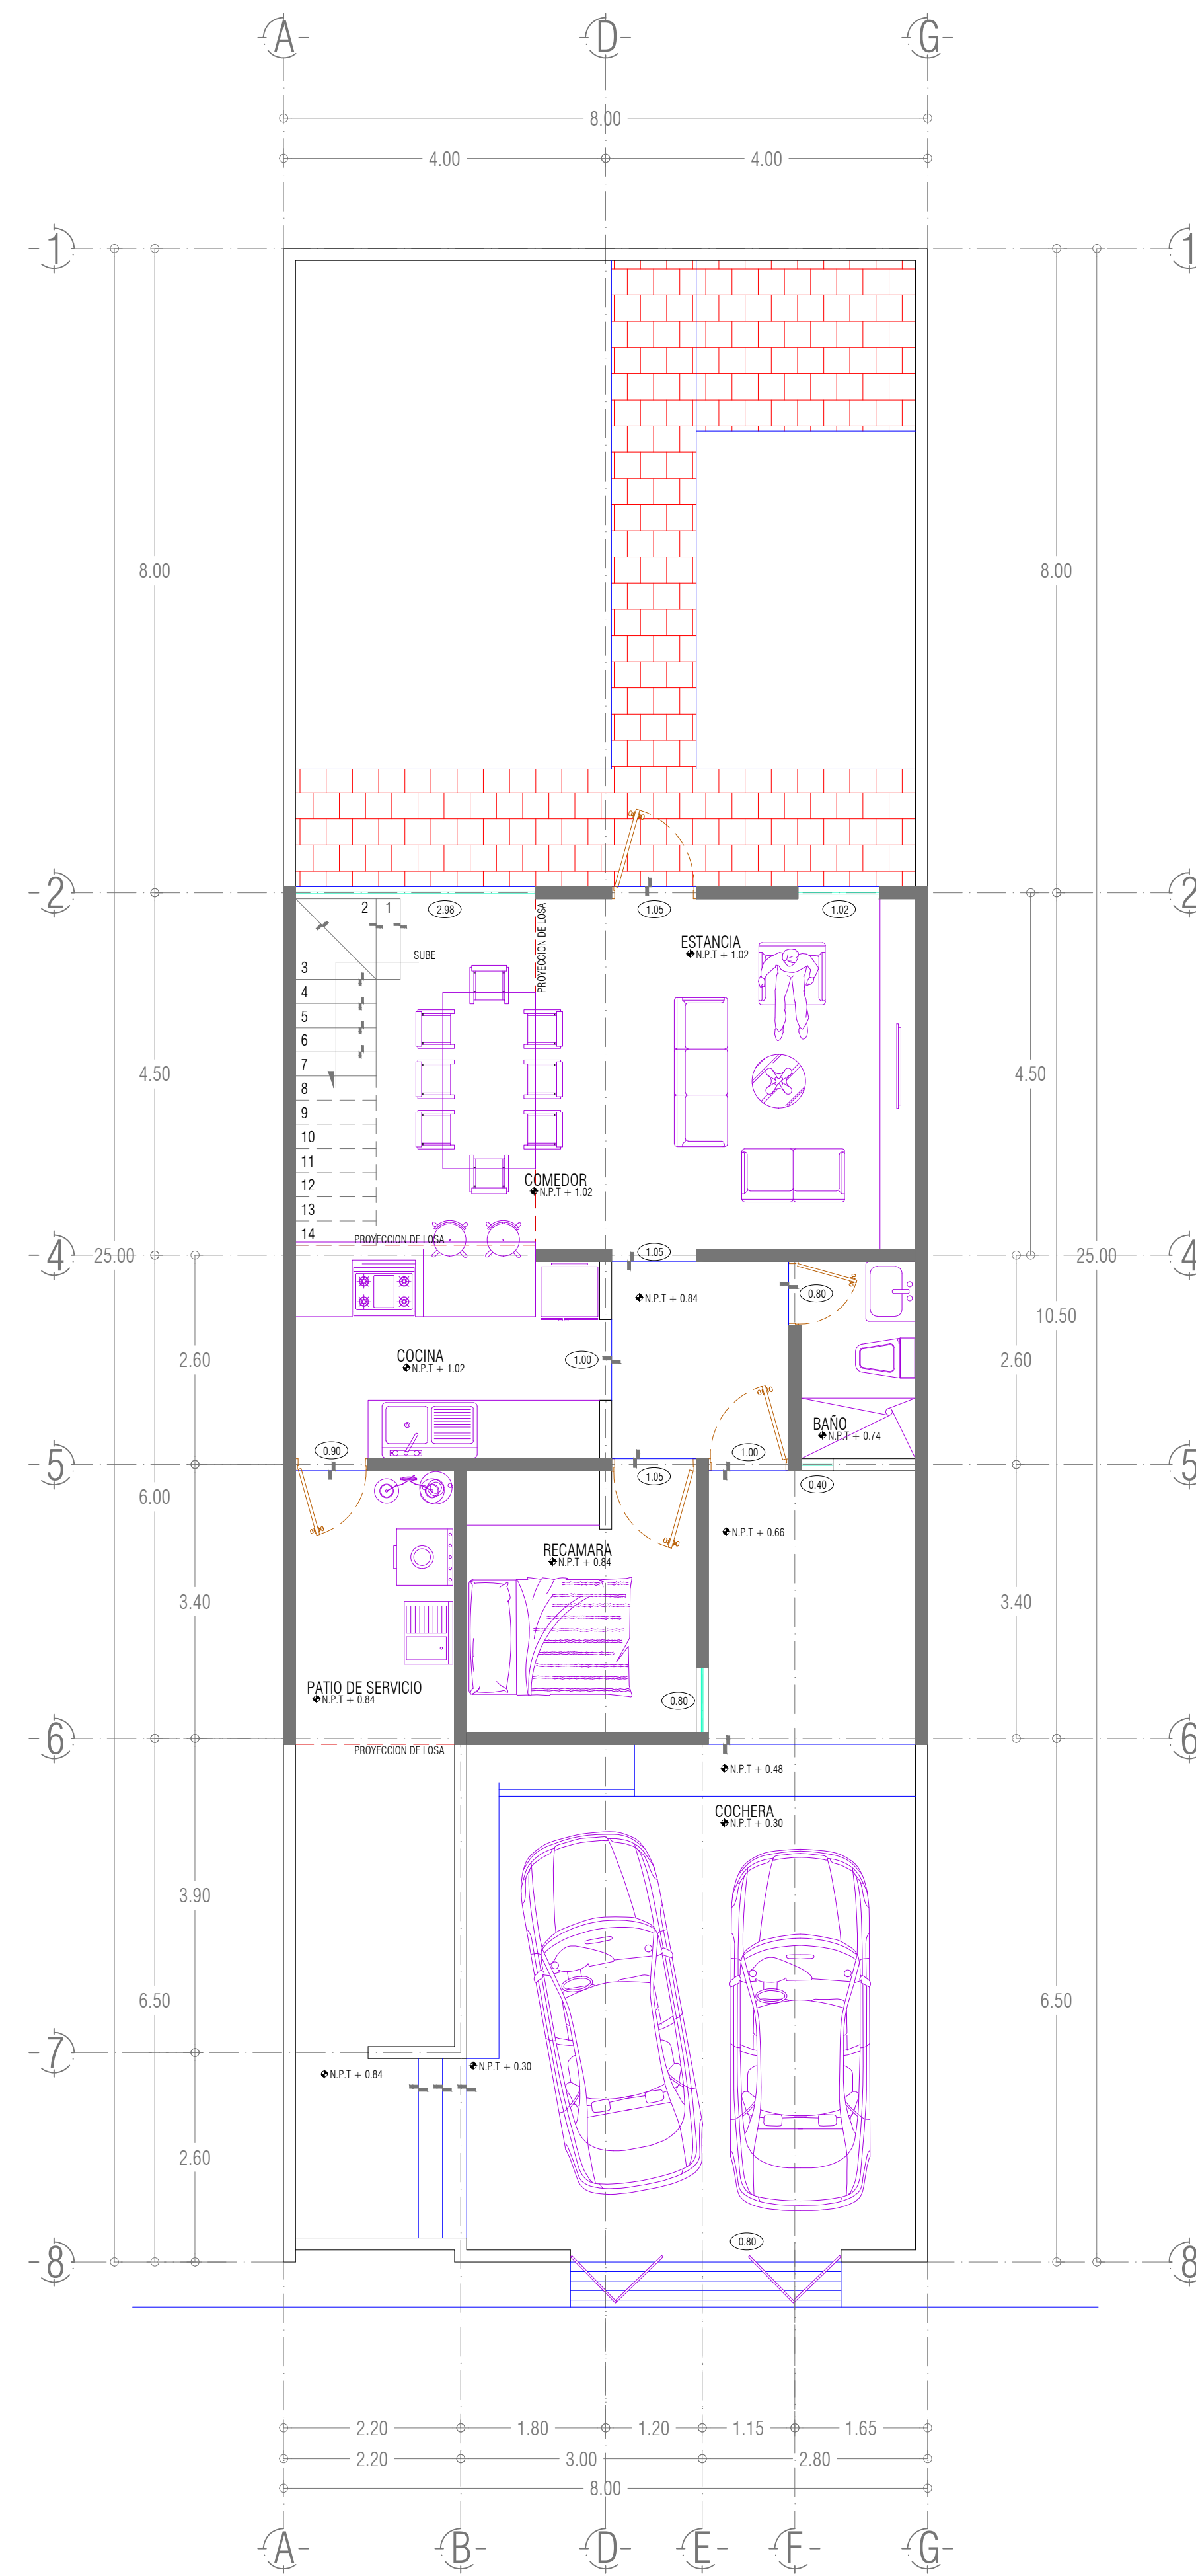 A D G
8.00
4.00 4.00
1 1
8.00 8.00
2 2
2 1 2.98 1.05 1.02
PROYECCION DE LOSA
ESTANCIA
N.P.T + 1.02
SUBE
3
4
5
6
7
8
9
10
11
12
13
14
4.50 4.50
COMEDOR
N.P.T + 1.02
PROYECCION DE LOSA
1.05
4 25.00 25.00 4
0.80
N.P.T + 0.84
10.50
COCINA
N.P.T + 1.02
1.00
2.60 2.60
BAÑO
N.P.T + 0.74
0.90 1.00
5 5
1.05 0.40
6.00
N.P.T + 0.66
RECAMARA
N.P.T + 0.84
3.40 3.40
PATIO DE SERVICIO
N.P.T + 0.84
0.80
6 6
PROYECCION DE LOSA
N.P.T + 0.48
COCHERA
N.P.T + 0.30
3.90
6.50 6.50
7 7
N.P.T + 0.84 N.P.T + 0.30
2.60
0.80
8 8
2.20 1.80 1.20 1.15 1.65
2.20 3.00 2.80
8.00
A B D E F G